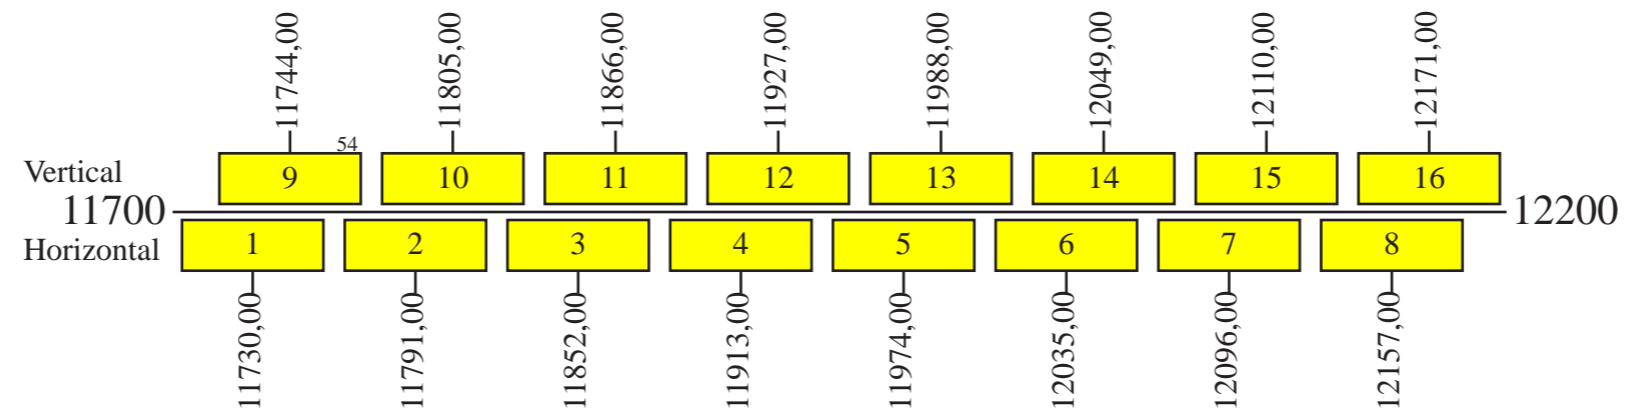 11744,00 11805,00 11866,00 11927,00 11988,00 12049,00 12110,00 12171,00
54
Vertical 9 10 11 12 13 14 15 16
11700 12200
Horizontal 1 2 3 4 5 6 7 8
11730,00 11791,00 11852,00 11913,00 11974,00 12035,00 12096,00 12157,00